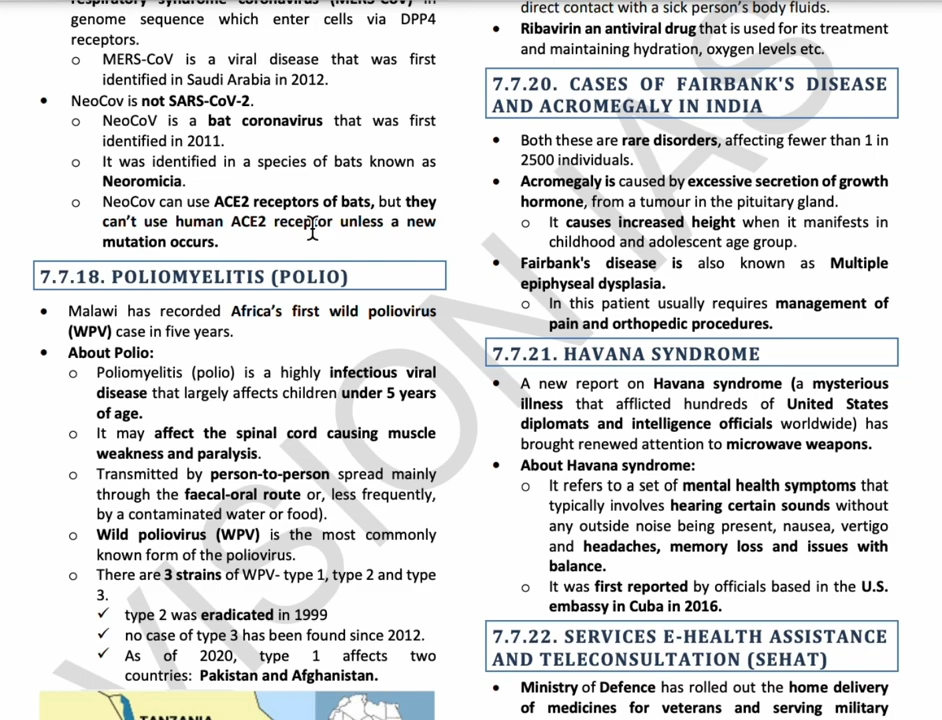 respiratory syndrome coronavirus (MERS-CoV) in
genome sequence which enter cells via DPP4
receptors.
o MERS-CoV is a viral disease that was first
identified in Saudi Arabia in 2012.
• NeoCov is not SARS-CoV-2.
o NeoCoV is a bat coronavirus that was first
identified in 2011.
o It was identified in a species of bats known as
Neoromicia.
o NeoCov can use ACE2 receptors of bats, but they
can't use human ACE2 receptor unless a new
mutation occurs.
7.7.18. POLIOMYELITIS (POLIO)
• Malawi has recorded Africa's first wild poliovirus
(WPV) case in five years.
• About Polio:
o Poliomyelitis (polio) is a highly infectious viral
disease that largely affects children under 5 years
of age.
o It may affect the spinal cord causing muscle
weakness and paralysis.
o Transmitted by person-to-person spread mainly
through the faecal-oral route or, less frequently,
by a contaminated water or food).
o Wild poliovirus (WPV) is the most commonly
known form of the poliovirus.
o There are 3 strains of WPV- type 1, type 2 and type
3.
✓ type 2 was eradicated in 1999
✓ no case of type 3 has been found since 2012.
✓ As of 2020, type 1 affects two
countries: Pakistan and Afghanistan.
TANZANIA
direct contact with a sick person's body fluids.
• Ribavirin an antiviral drug that is used for its treatment
and maintaining hydration, oxygen levels etc.
7.7.20. CASES OF FAIRBANK'S DISEASE
AND ACROMEGALY IN INDIA
• Both these are rare disorders, affecting fewer than 1 in
2500 individuals.
• Acromegaly is caused by excessive secretion of growth
hormone, from a tumour in the pituitary gland.
o It causes increased height when it manifests in
childhood and adolescent age group.
• Fairbank's disease is also known as Multiple
epiphyseal dysplasia.
o In this patient usually requires management of
pain and orthopedic procedures.
7.7.21. HAVANA SYNDROME
• A new report on Havana syndrome (a mysterious
illness that afflicted hundreds of United States
diplomats and intelligence officials worldwide) has
brought renewed attention to microwave weapons.
• About Havana syndrome:
o It refers to a set of mental health symptoms that
typically involves hearing certain sounds without
any outside noise being present, nausea, vertigo
and headaches, memory loss and issues with
balance.
o It was first reported by officials based in the U.S.
embassy in Cuba in 2016.
7.7.22. SERVICES E-HEALTH ASSISTANCE
AND TELECONSULTATION (SEHAT)
• Ministry of Defence has rolled out the home delivery
of medicines for veterans and serving military
VISION IAS